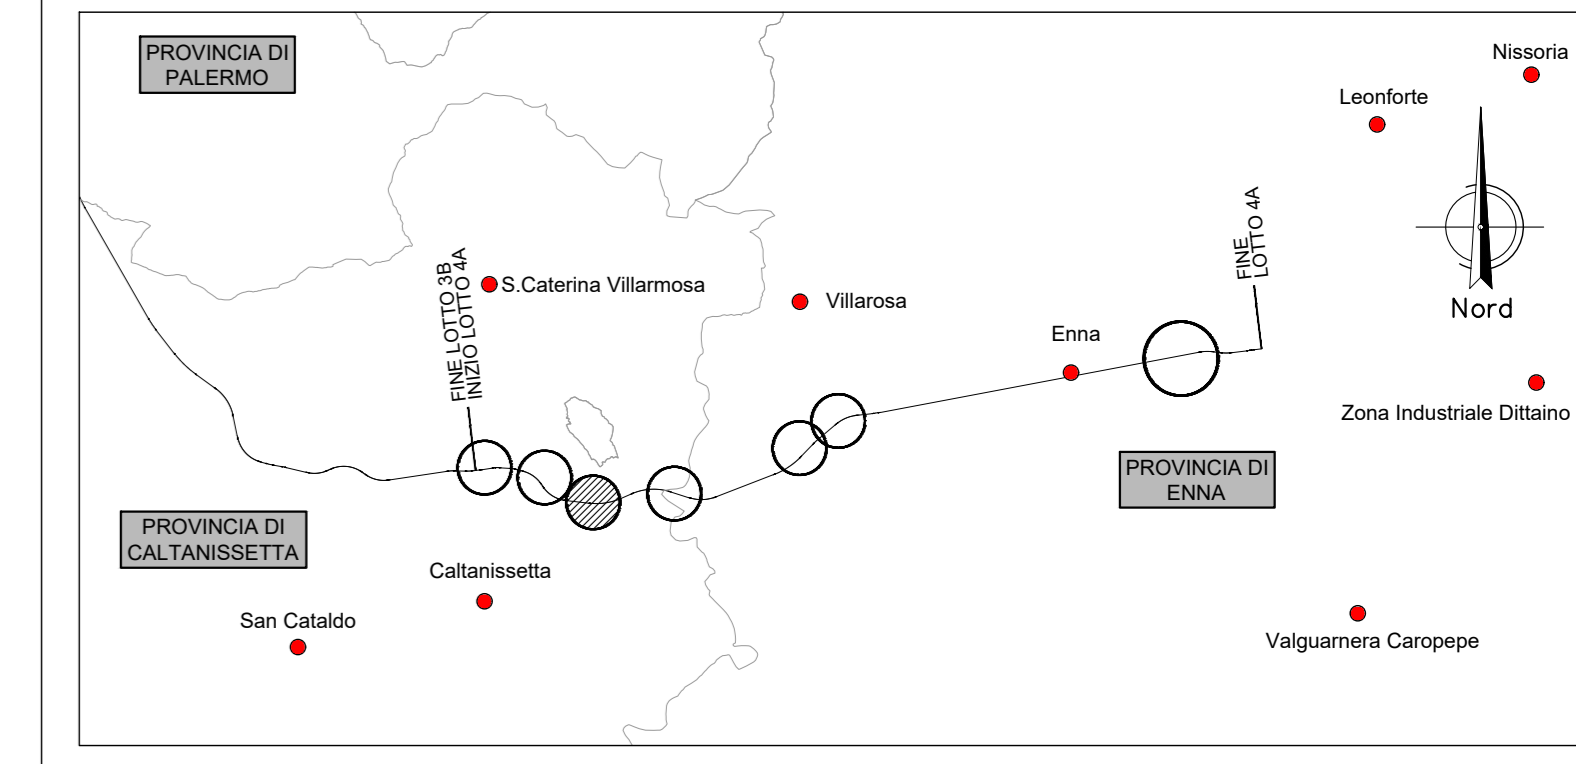 PROVINCIA DI
PALERMO
Nissoria
Leonforte
FINE
LOTTO 4A
FINE LOTTO 3B
INIZIO LOTTO 4A
S.Caterina Villarmosa
Villarosa
Nord
Enna
Zona Industriale Dittaino
PROVINCIA DI
ENNA
PROVINCIA DI
CALTANISSETTA
Caltanissetta
San Cataldo
Valguarnera Caropepe